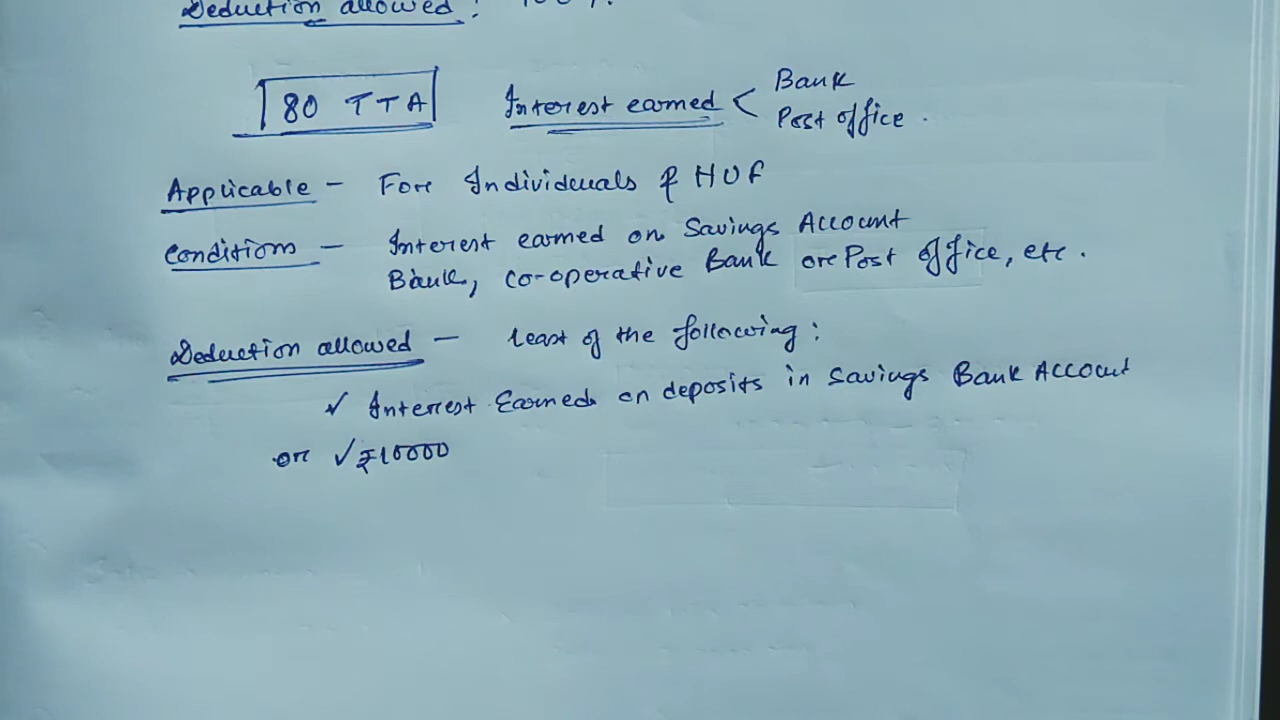 Deduction allowed : 100%.
80 TTA Interest earned < Bank
Post office .
Applicable - For Individuals & HUF
Conditions - Interest earned on Savings Account
Bank, co-operative Bank or Post office, etc.
Deduction allowed - least of the following :
✓ Interest Earned on deposits in Savings Bank Account
or ✓ ₹10000